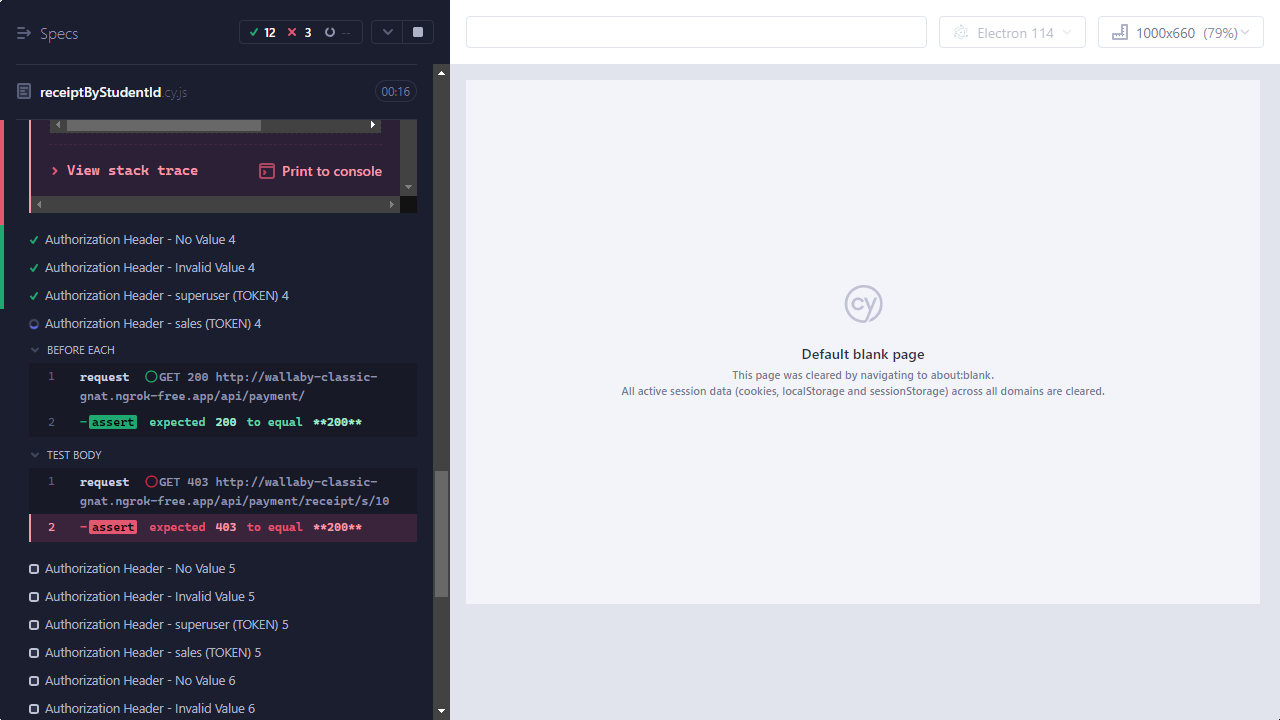 Specs
12
3
--
Electron 114
1000x660 (79%)
receiptByStudentId.cy.js
00:16
View stack trace
Print to console
Authorization Header - No Value 4
Authorization Header - Invalid Value 4
Authorization Header - superuser (TOKEN) 4
Authorization Header - sales (TOKEN) 4
BEFORE EACH
1 request GET 200 http://wallaby-classic-
gnat.ngrok-free.app/api/payment/
2 -assert expected 200 to equal **200**
TEST BODY
1 request GET 403 http://wallaby-classic-
gnat.ngrok-free.app/api/payment/receipt/s/10
2 -assert expected 403 to equal **200**
Authorization Header - No Value 5
Authorization Header - Invalid Value 5
Authorization Header - superuser (TOKEN) 5
Authorization Header - sales (TOKEN) 5
Authorization Header - No Value 6
Authorization Header - Invalid Value 6
cy
Default blank page
This page was cleared by navigating to about:blank.
All active session data (cookies, localStorage and sessionStorage) across all domains are cleared.